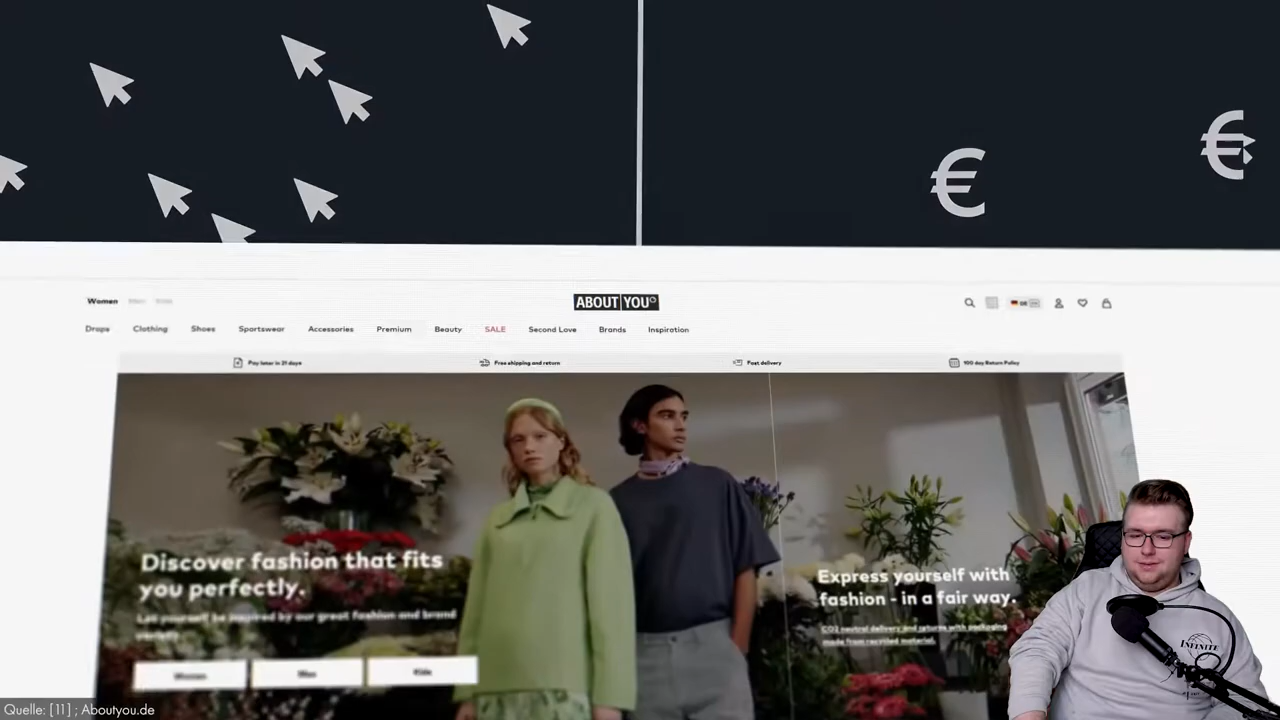 €
€
Women
ABOUT|YOU°
Drops Clothing Shoes Sportswear Accessories Premium Beauty SALE Second Love Brands Inspiration
Pay later in 21 days Free shipping and return Fast delivery 100 day Return Policy
Discover fashion that fits
you perfectly.
Let yourself be inspired by our great fashion and brand
variety.
Women Men Kids
Express yourself with
fashion - in a fair way.
CO2 neutral delivery and returns with packaging
made from recycled material.
INFINITE
Quelle: [11] ; Aboutyou.de